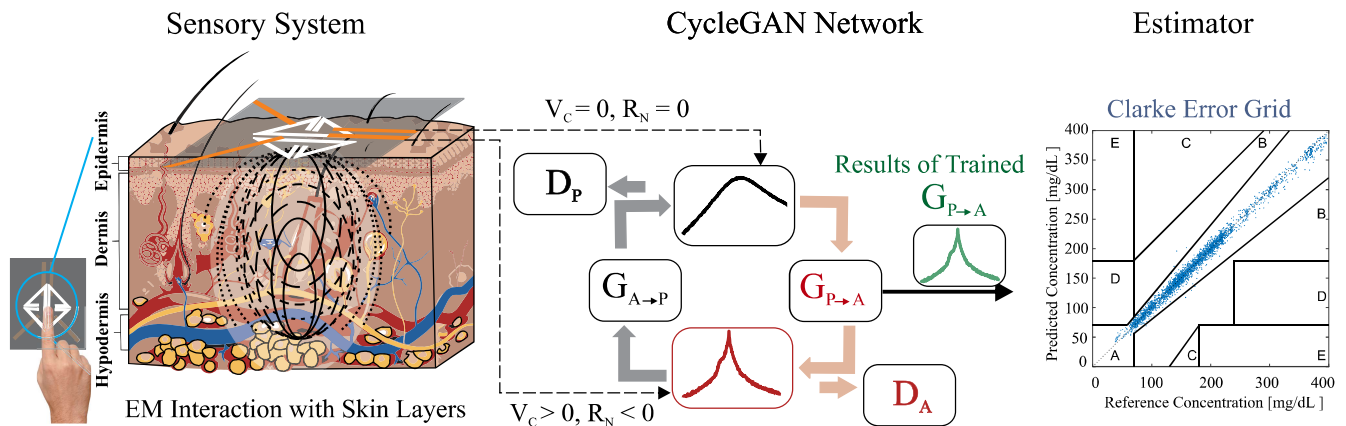 Sensory System
CycleGAN Network
Estimator
Epidermis
Dermis
Hypodermis
EM Interaction with Skin Layers
V_C = 0, R_N = 0
V_C > 0, R_N < 0
D_P
G_A→P
G_P→A
D_A
Results of Trained
G_P→A
Clarke Error Grid
Predicted Concentration [mg/dL]
400
300
200
180
150
100
50
0
E
C
B
B
D
D
A
C
E
0
100
200
300
400
Reference Concentration [mg/dL]